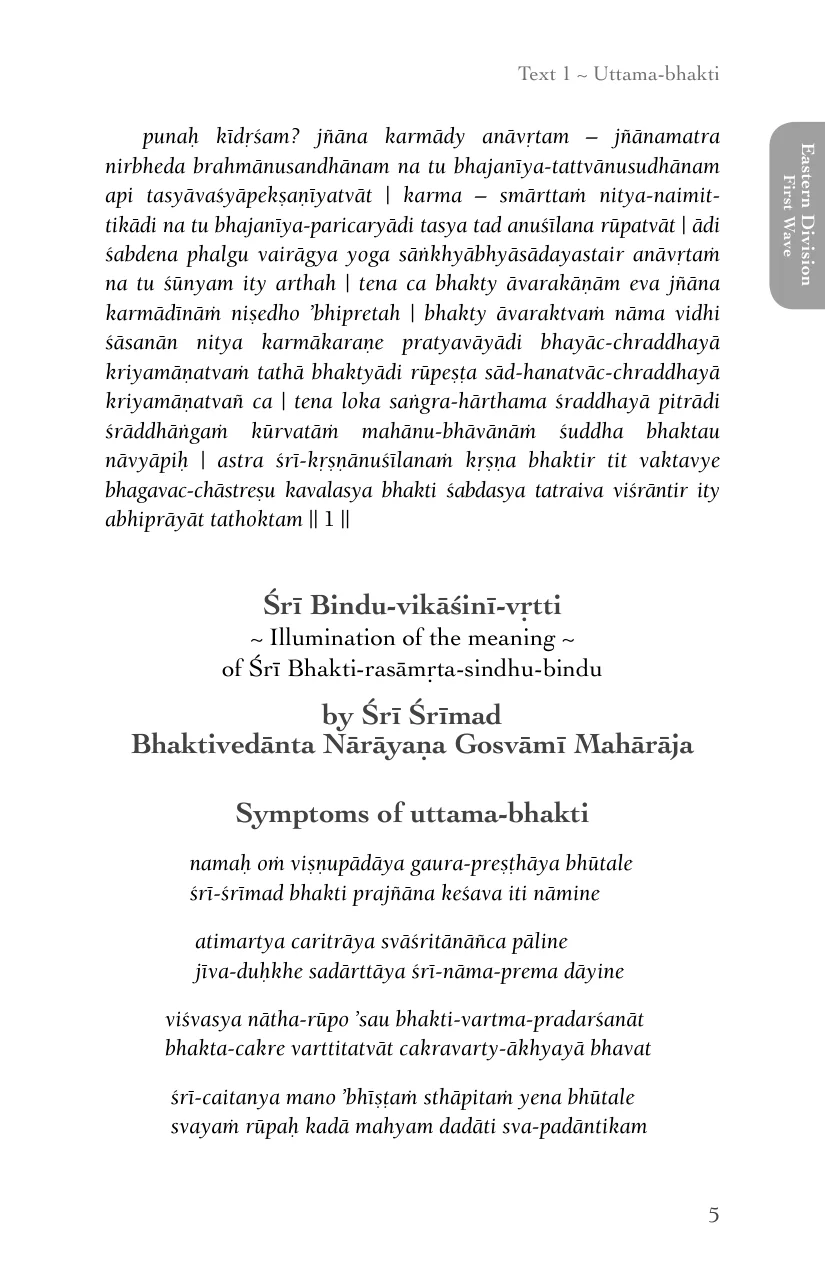 Text 1 ~ Uttama-bhakti
punaḥ kīdṛśam? jñāna karmādy anāvṛtam – jñānamatra
nirbheda brahmānusandhānam na tu bhajanīya-tattvānusudhānam
api tasyāvaśyāpekṣaṇīyatvāt | karma – smārttaṁ nitya-naimit-
tikādi na tu bhajanīya-paricaryādi tasya tad anuśīlana rūpatvāt | ādi
śabdena phalgu vairāgya yoga sāṅkhyābhyāsādayastair anāvṛtaṁ
na tu śūnyam ity arthah | tena ca bhakty āvarakāṇām eva jñāna
karmādīnāṁ niṣedho ’bhipretah | bhakty āvaraktvaṁ nāma vidhi
śāsanān nitya karmākaraṇe pratyavāyādi bhayāc-chraddhayā
kriyamāṇatvaṁ tathā bhaktyādi rūpeṣṭa sād-hanatvāc-chraddhayā
kriyamāṇatvañ ca | tena loka saṅgra-hārthama śraddhayā pitrādi
śrāddhāṅgaṁ kūrvatāṁ mahānu-bhāvānāṁ śuddha bhaktau
nāvyāpiḥ | astra śrī-kṛṣṇānuśīlanaṁ kṛṣṇa bhaktir tit vaktavye
bhagavac-chāstreṣu kavalasya bhakti śabdasya tatraiva viśrāntir ity
abhiprāyāt tathoktam || 1 ||
Śrī Bindu-vikāśinī-vṛtti
~ Illumination of the meaning ~
of Śrī Bhakti-rasāmṛta-sindhu-bindu
by Śrī Śrīmad
Bhaktivedānta Nārāyaṇa Gosvāmī Mahārāja
Symptoms of uttama-bhakti
namaḥ oṁ viṣṇupādāya gaura-preṣṭhāya bhūtale
śrī-śrīmad bhakti prajñāna keśava iti nāmine
atimartya caritrāya svāśritānāñca pāline
jīva-duḥkhe sadārttāya śrī-nāma-prema dāyine
viśvasya nātha-rūpo ’sau bhakti-vartma-pradarśanāt
bhakta-cakre varttitatvāt cakravarty-ākhyayā bhavat
śrī-caitanya mano ’bhīṣṭaṁ sthāpitaṁ yena bhūtale
svayaṁ rūpaḥ kadā mahyam dadāti sva-padāntikam
5
Eastern Division
First Wave